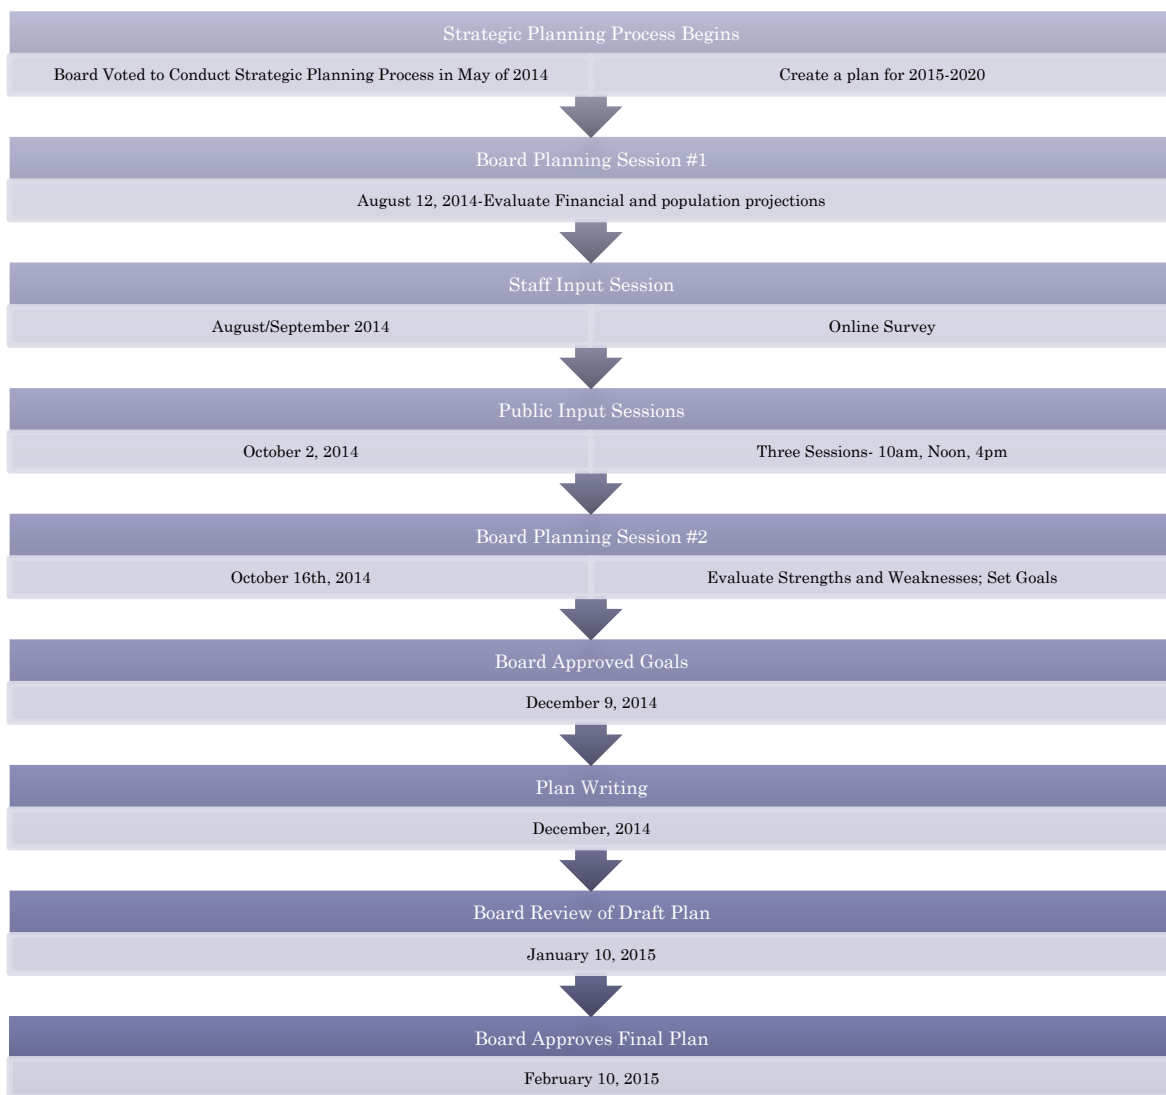 Strategic Planning Process Begins
Board Voted to Conduct Strategic Planning Process in May of 2014
Create a plan for 2015-2020
Board Planning Session #1
August 12, 2014-Evaluate Financial and population projections
Staff Input Session
August/September 2014
Online Survey
Public Input Sessions
October 2, 2014
Three Sessions- 10am, Noon, 4pm
Board Planning Session #2
October 16th, 2014
Evaluate Strengths and Weaknesses; Set Goals
Board Approved Goals
December 9, 2014
Plan Writing
December, 2014
Board Review of Draft Plan
January 10, 2015
Board Approves Final Plan
February 10, 2015